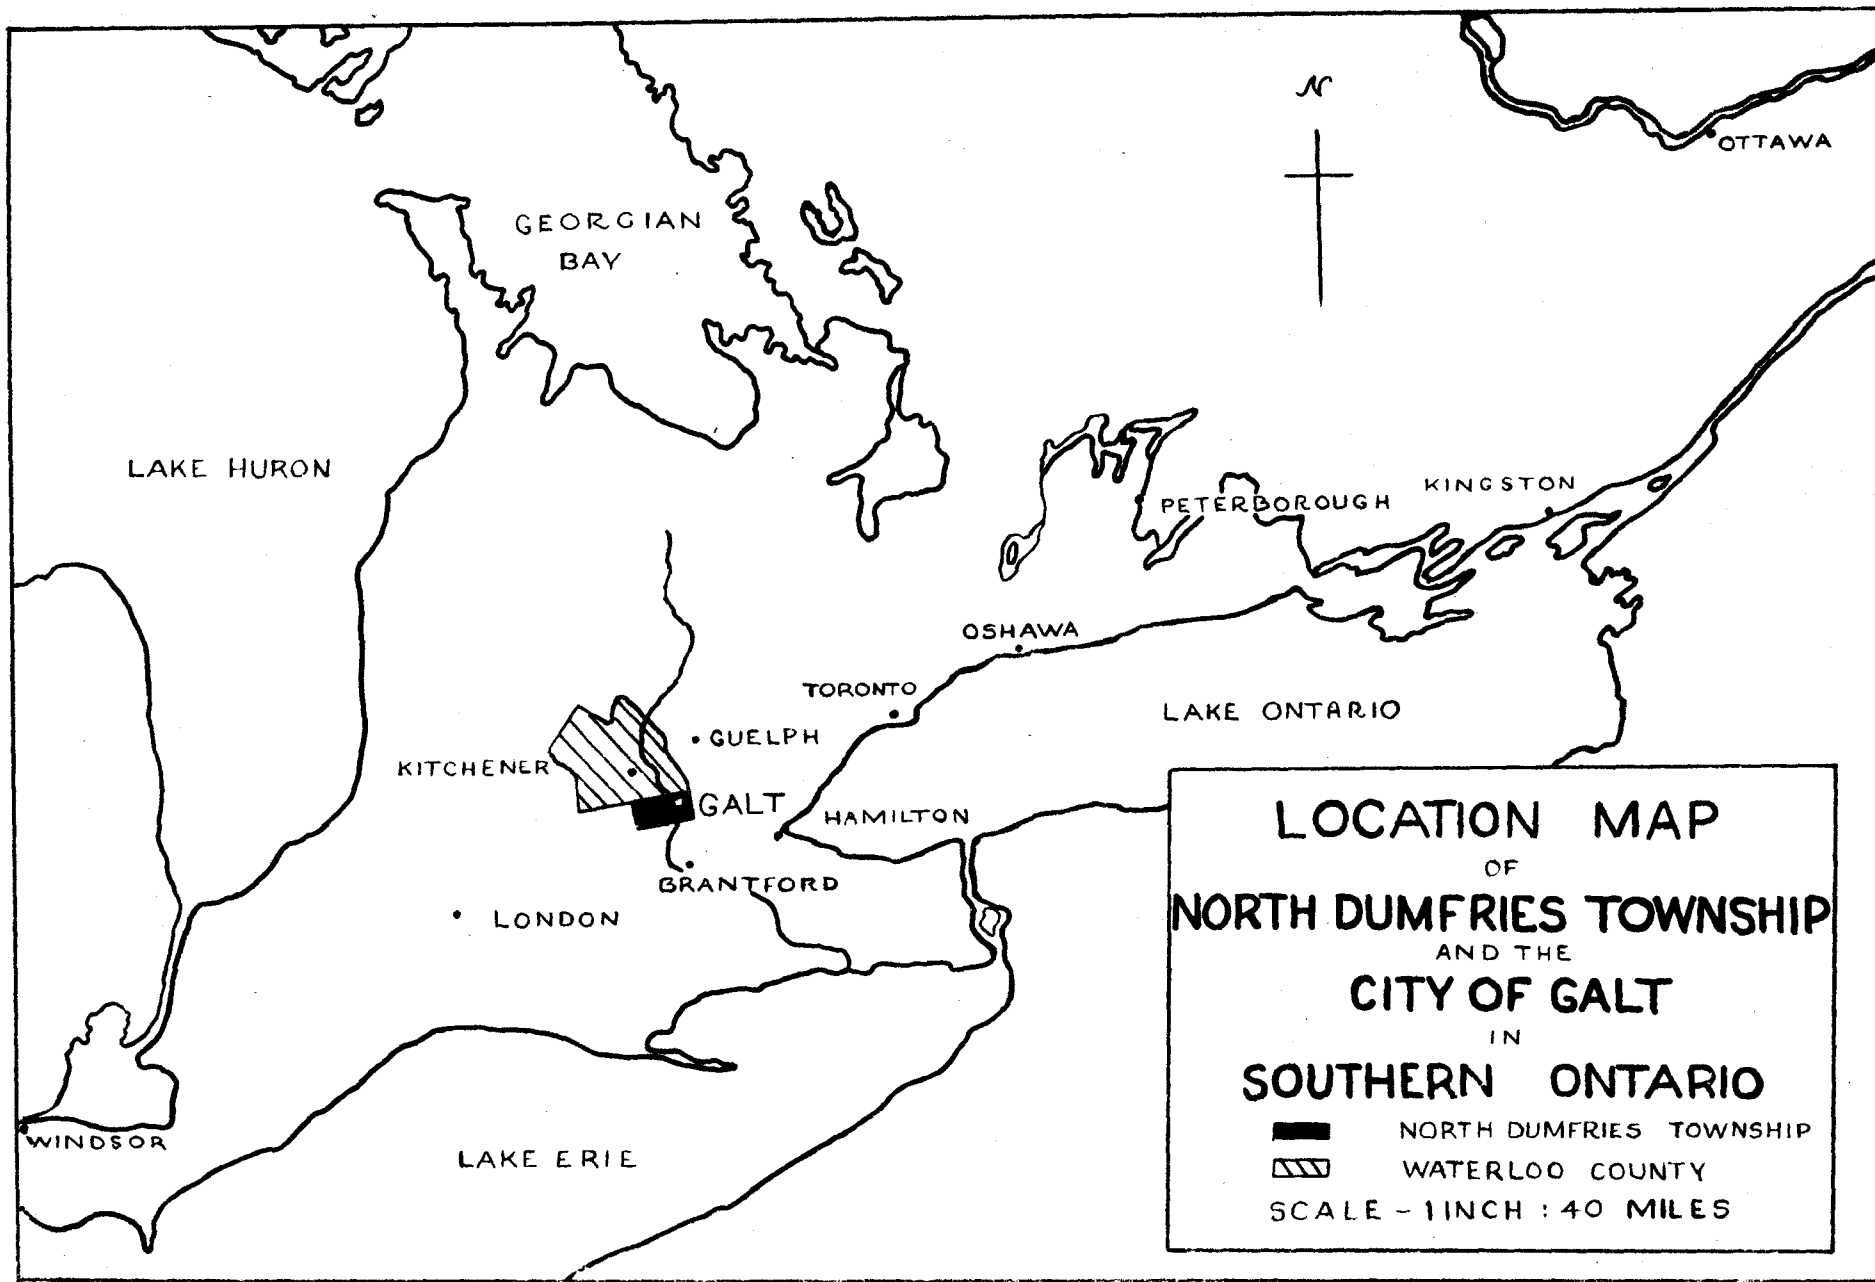 N
OTTAWA
GEORGIAN
BAY
LAKE HURON
KINGSTON
PETERBOROUGH
OSHAWA
TORONTO
LAKE ONTARIO
GUELPH
KITCHENER
GALT
HAMILTON
BRANTFORD
LONDON
WINDSOR
LAKE ERIE
LOCATION MAP
OF
NORTH DUMFRIES TOWNSHIP
AND THE
CITY OF GALT
IN
SOUTHERN ONTARIO
NORTH DUMFRIES TOWNSHIP
WATERLOO COUNTY
SCALE - 1 INCH : 40 MILES